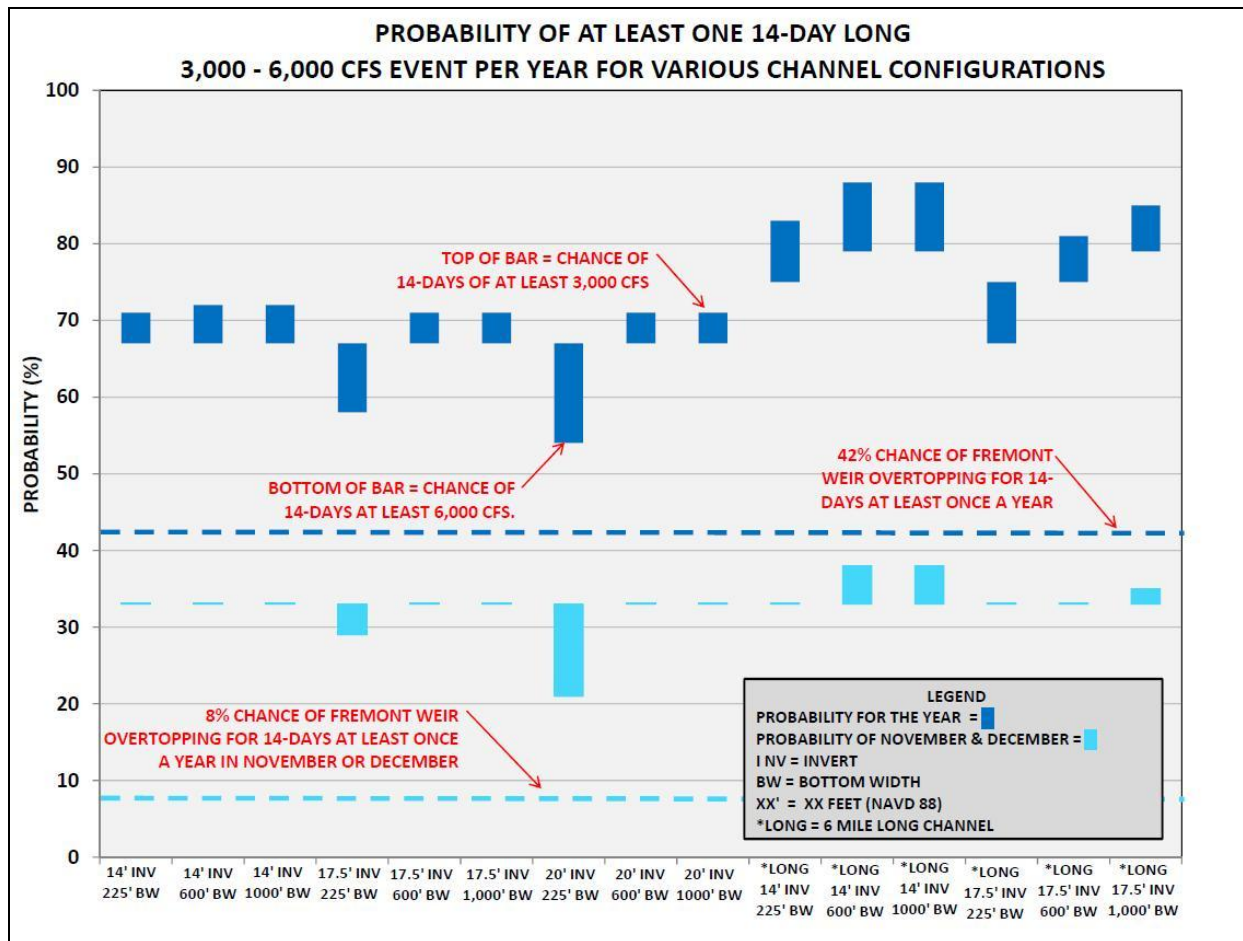 PROBABILITY OF AT LEAST ONE 14-DAY LONG
3,000 - 6,000 CFS EVENT PER YEAR FOR VARIOUS CHANNEL CONFIGURATIONS
PROBABILITY (%)
100
90
80
70
60
50
40
30
20
10
0
TOP OF BAR = CHANCE OF
14-DAYS OF AT LEAST 3,000 CFS
BOTTOM OF BAR = CHANCE OF
14-DAYS AT LEAST 6,000 CFS.
42% CHANCE OF FREMONT
WEIR OVERTOPPING FOR 14-
DAYS AT LEAST ONCE A YEAR
8% CHANCE OF FREMONT WEIR
OVERTOPPING FOR 14-DAYS AT LEAST ONCE
A YEAR IN NOVEMBER OR DECEMBER
LEGEND
PROBABILITY FOR THE YEAR =
PROBABILITY OF NOVEMBER & DECEMBER =
I NV = INVERT
BW = BOTTOM WIDTH
XX' = XX FEET (NAVD 88)
*LONG = 6 MILE LONG CHANNEL
14' INV
225' BW
14' INV
600' BW
14' INV
1000' BW
17.5' INV
225' BW
17.5' INV
600' BW
17.5' INV
1,000' BW
20' INV
225' BW
20' INV
600' BW
20' INV
1000' BW
*LONG
14' INV
225' BW
*LONG
14' INV
600' BW
*LONG
14' INV
1000' BW
*LONG
17.5' INV
225' BW
*LONG
17.5' INV
600' BW
*LONG
17.5' INV
1,000' BW